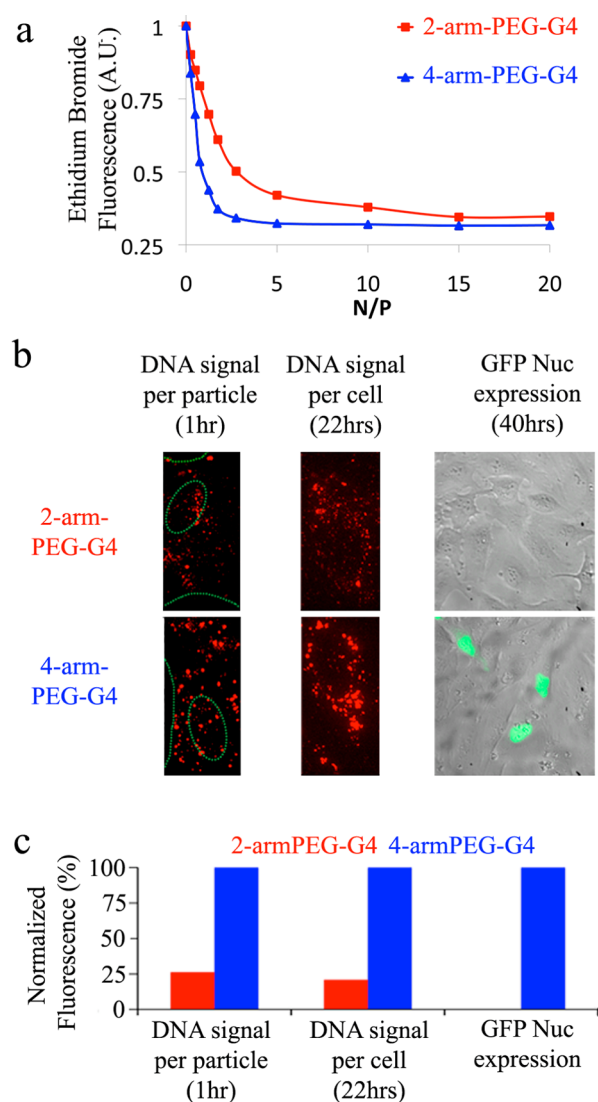 a
2-arm-PEG-G4
4-arm-PEG-G4
Ethidium Bromide
Fluorescence (A.U.)
1
0.75
0.5
0.25
0
5
10
15
20
N/P
b
DNA signal
per particle
(1hr)
DNA signal
per cell
(22hrs)
GFP Nuc
expression
(40hrs)
2-arm-
PEG-G4
4-arm-
PEG-G4
c
2-armPEG-G4 4-armPEG-G4
Normalized
Fluorescence (%)
100
75
50
25
0
DNA signal
per particle
(1hr)
DNA signal
per cell
(22hrs)
GFP Nuc
expression